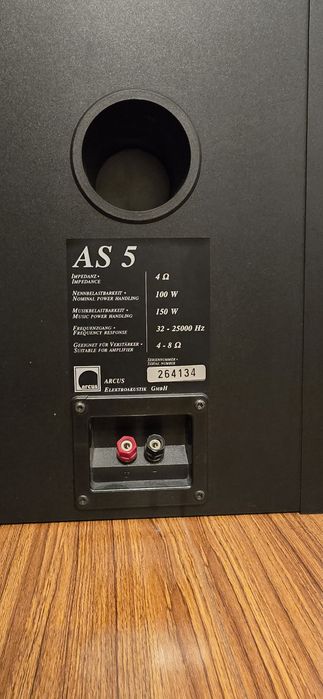 AS 5
IMPEDANZ • 4 Ω
IMPEDANCE
NENNBELASTBARKEIT • 100 W
NOMINAL POWER HANDLING
MUSIKBELASTBARKEIT • 150 W
MUSIC POWER HANDLING
FREQUENZGANG • 32 - 25000 Hz
FREQUENCY RESPONSE
GEEIGNET FÜR VERSTÄRKER • 4 - 8 Ω
SUITABLE FOR AMPLIFIER
SERIENNUMMER •
SERIAL NUMBER
264134
arcus
ARCUS
ELEKTROAKUSTIK GMBH